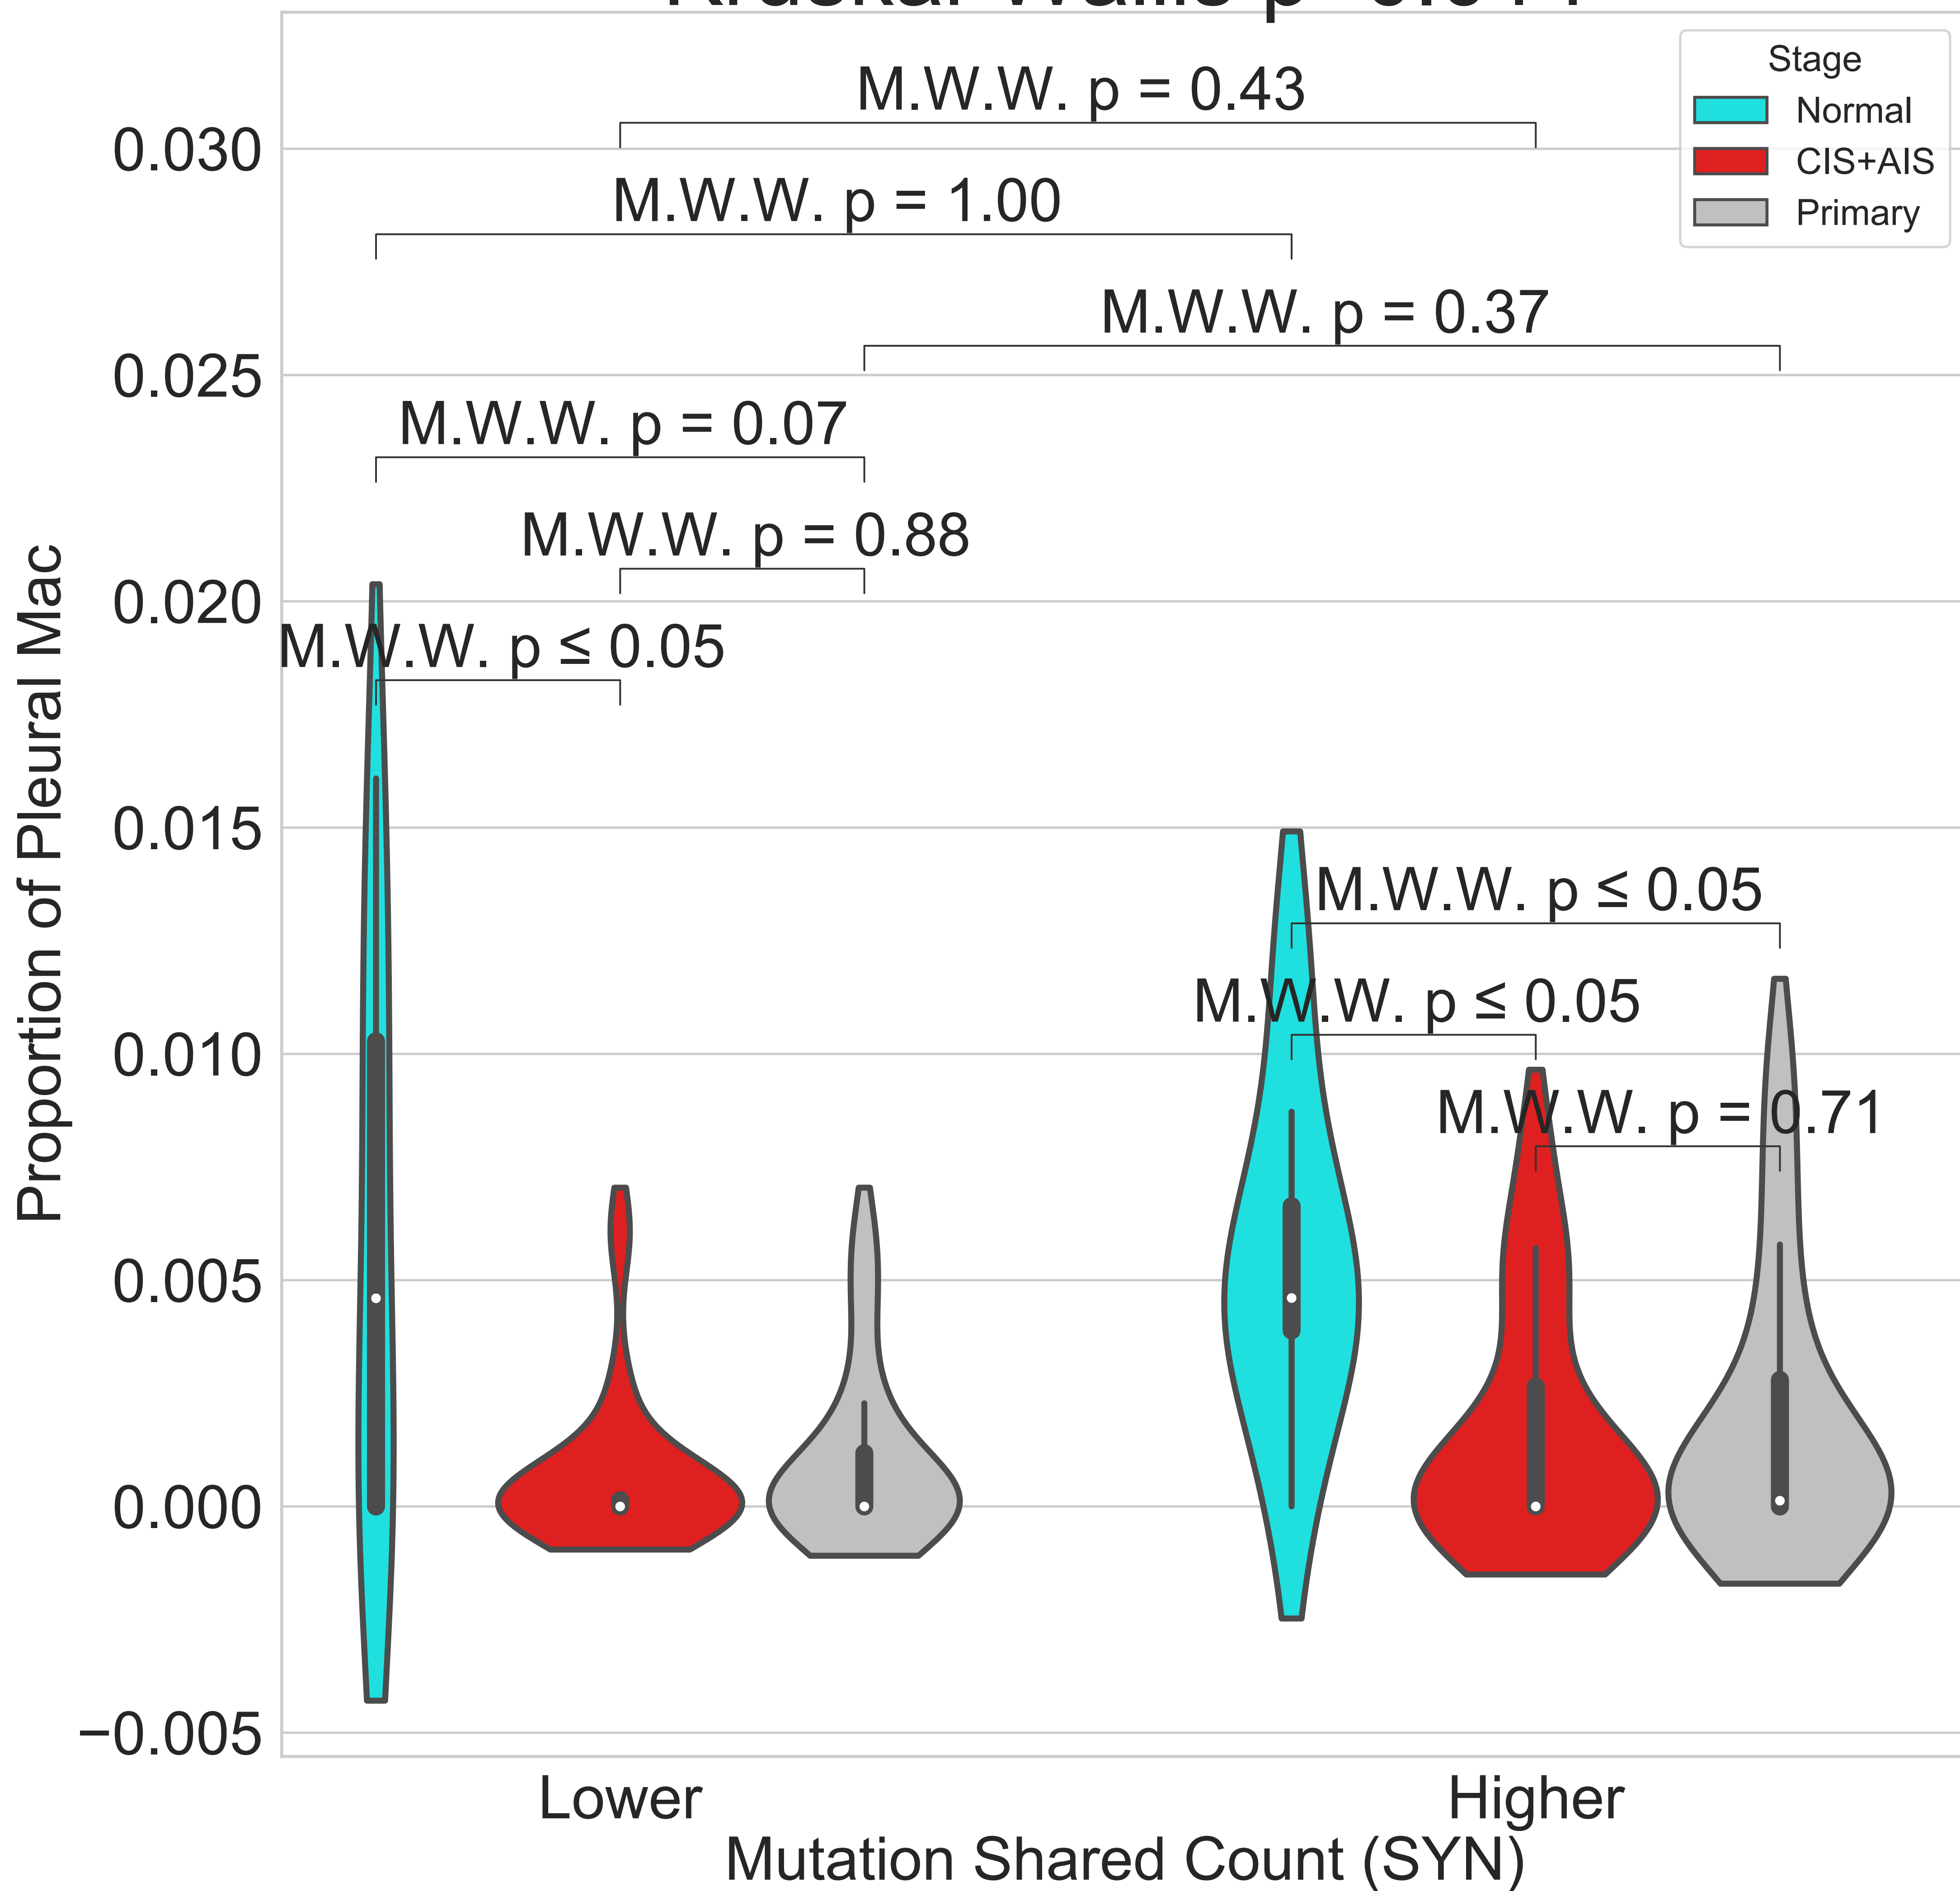 Stage
Normal
CIS+AIS
Primary
M.W.W. p = 0.43
M.W.W. p = 1.00
M.W.W. p = 0.37
M.W.W. p = 0.07
M.W.W. p = 0.88
M.W.W. p ≤ 0.05
M.W.W. p ≤ 0.05
M.W.W. p ≤ 0.05
M.W.W. p = 0.71
0.030
0.025
0.020
0.015
0.010
0.005
0.000
−0.005
Proportion of Pleural Mac
Lower
Higher
Mutation Shared Count (SYN)